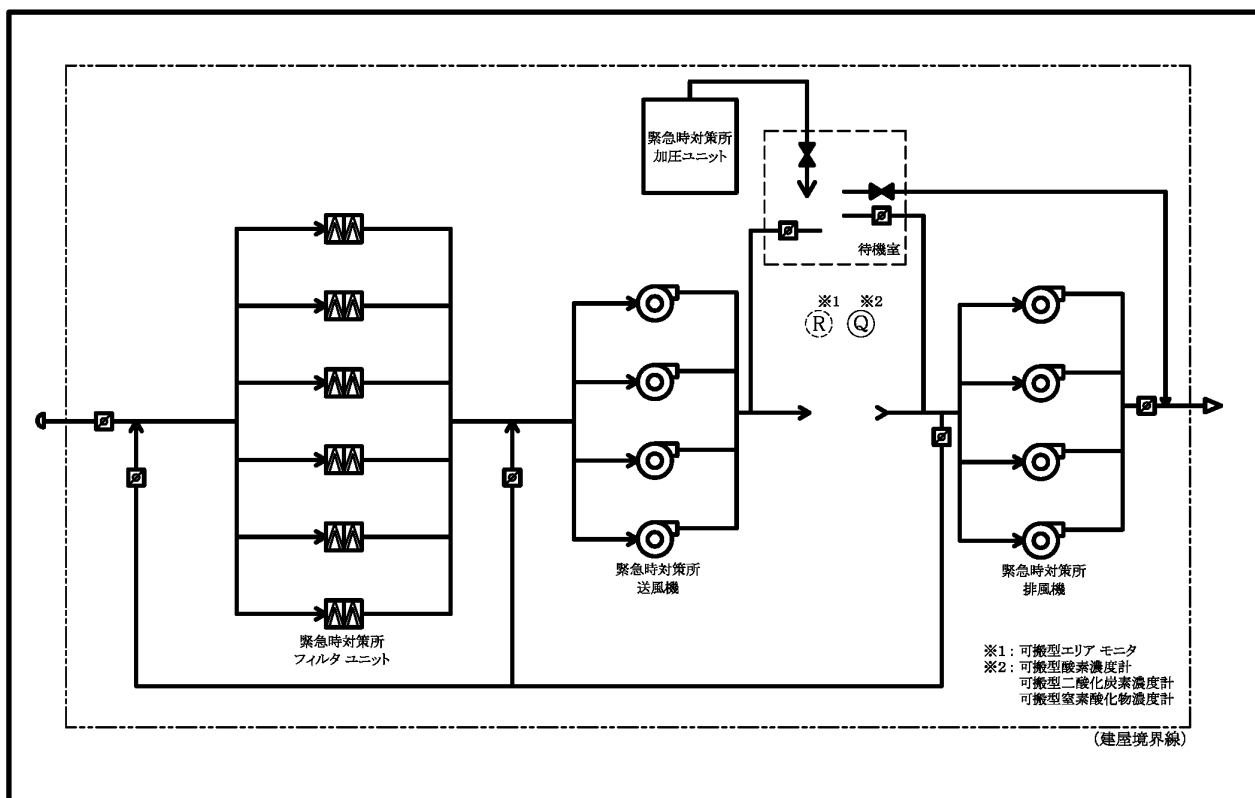 緊急時対策所
加圧ユニット
待機室
※1 ※2
R Q
緊急時対策所
送風機
緊急時対策所
排風機
緊急時対策所
フィルタ ユニット
※1：可搬型エリア モニタ
※2：可搬型酸素濃度計
可搬型二酸化炭素濃度計
可搬型窒素酸化物濃度計
(建屋境界線)